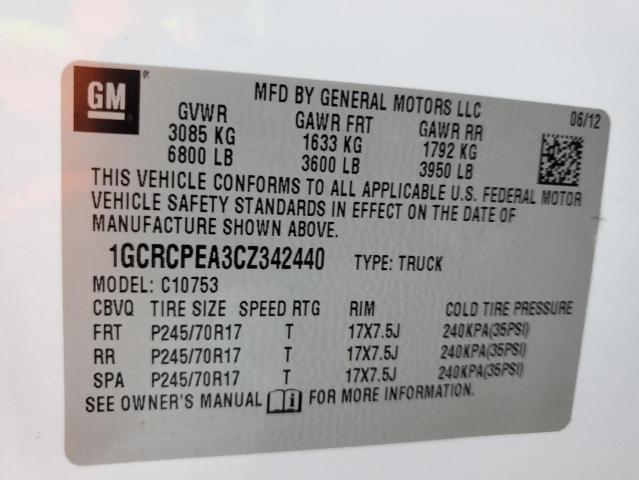 GM ®
MFD BY GENERAL MOTORS LLC
06/12
GVWR GAWR FRT GAWR RR
3085 KG 1633 KG 1792 KG
6800 LB 3600 LB 3950 LB
THIS VEHICLE CONFORMS TO ALL APPLICABLE U.S. FEDERAL MOTOR
VEHICLE SAFETY STANDARDS IN EFFECT ON THE DATE OF
MANUFACTURE SHOWN ABOVE.
1GCRCPEA3CZ342440 TYPE: TRUCK
MODEL: C10753
CBVQ TIRE SIZE SPEED RTG RIM COLD TIRE PRESSURE
FRT P245/70R17 T 17X7.5J 240KPA(35PSI)
RR P245/70R17 T 17X7.5J 240KPA(35PSI)
SPA P245/70R17 T 17X7.5J 240KPA(35PSI)
SEE OWNER'S MANUAL i FOR MORE INFORMATION.